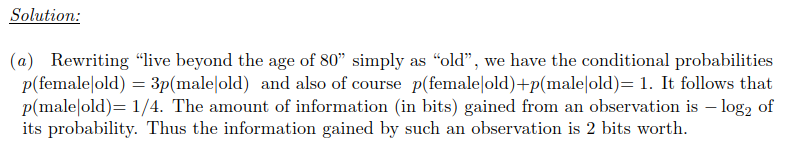 Solution:
(a) Rewriting “live beyond the age of 80” simply as “old”, we have the conditional probabilities
p(female|old) = 3p(male|old) and also of course p(female|old)+p(male|old)= 1. It follows that
p(male|old)= 1/4. The amount of information (in bits) gained from an observation is − log₂ of
its probability. Thus the information gained by such an observation is 2 bits worth.